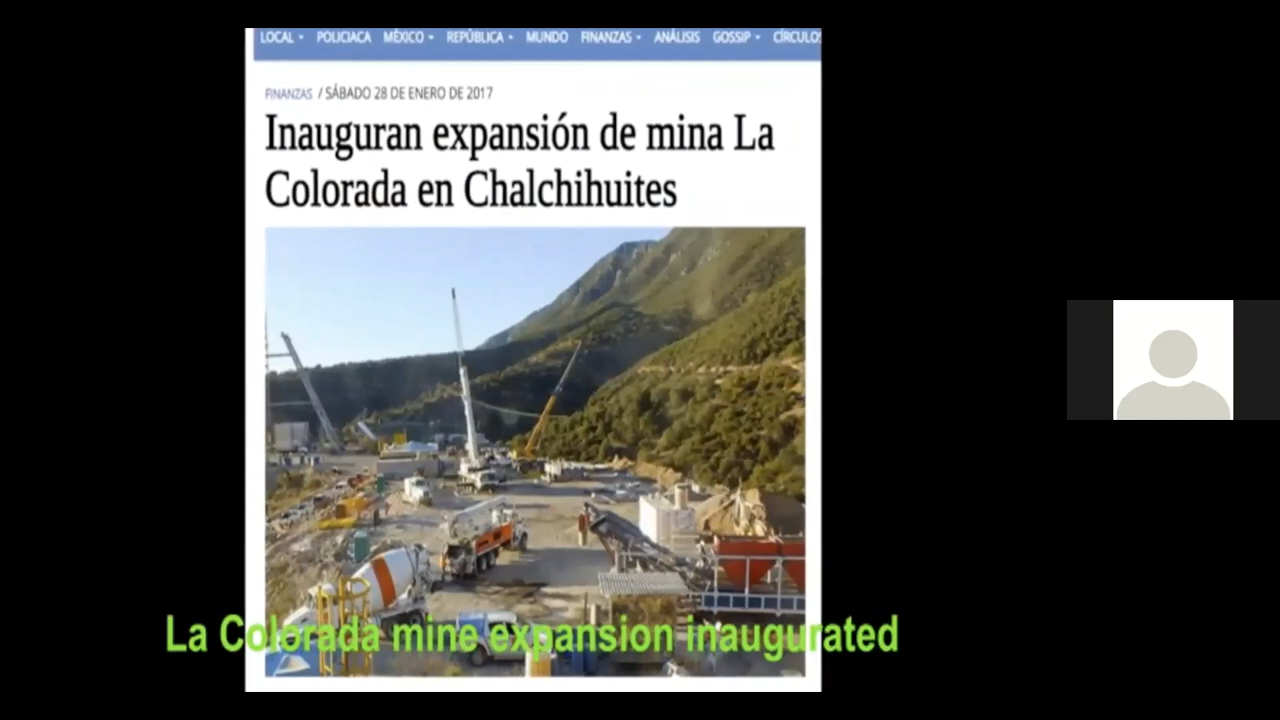 LOCAL POLICIACA MÉXICO REPÚBLICA MUNDO FINANZAS ANÁLISIS GOSSIP CÍRCULOS
FINANZAS / SÁBADO 28 DE ENERO DE 2017
Inauguran expansión de mina La
Colorada en Chalchihuites
La Colorada mine expansion inaugurated